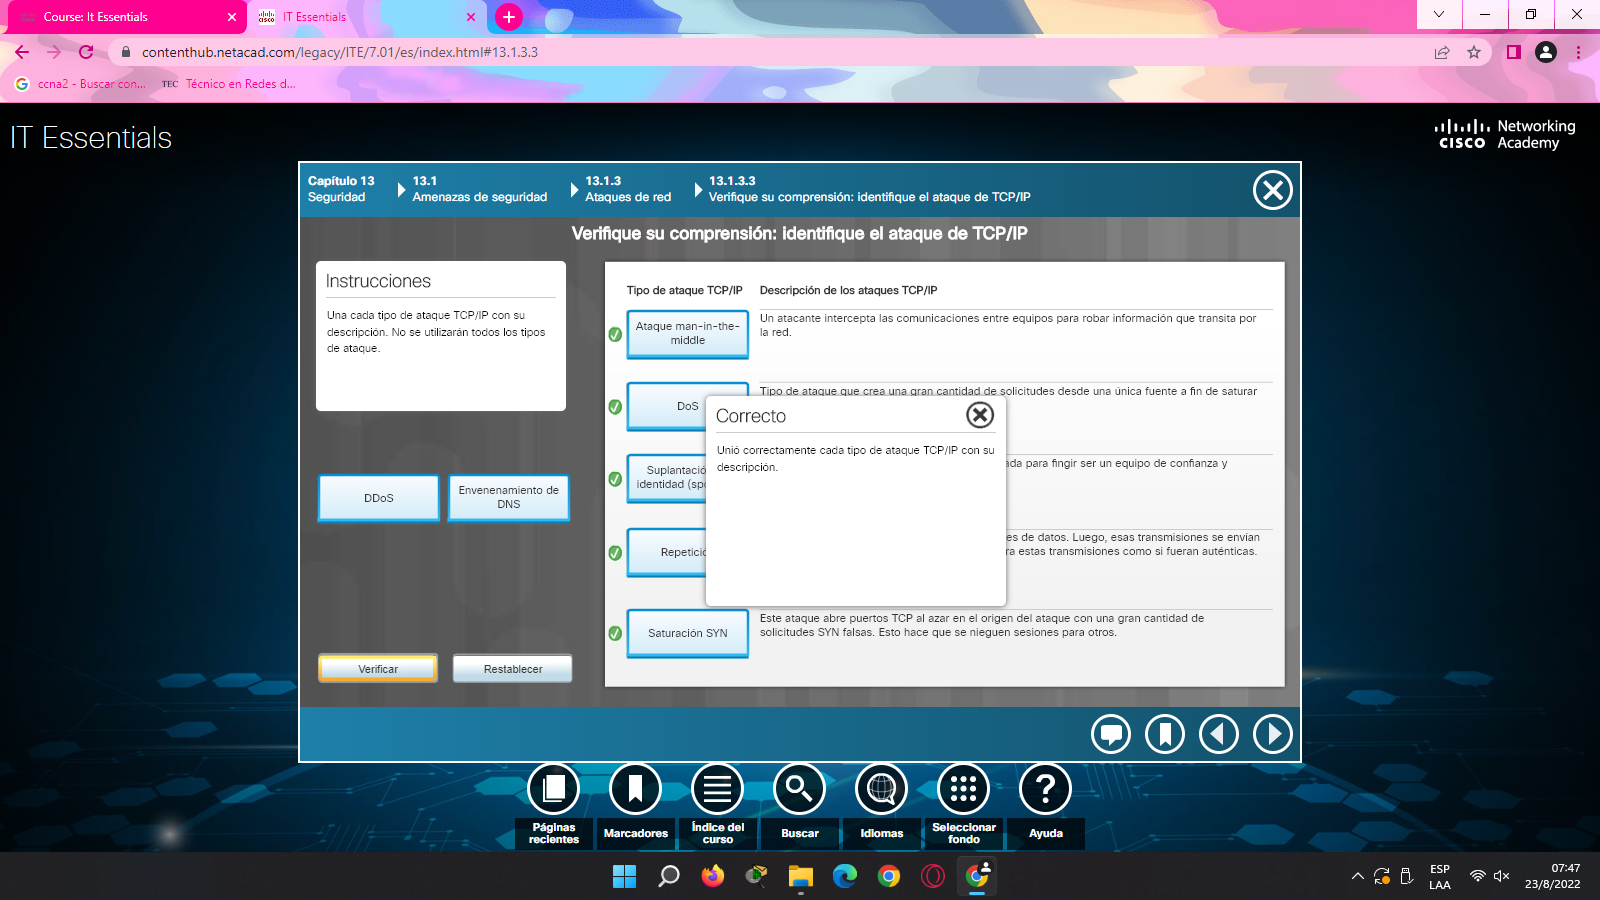 Course: It Essentials
IT Essentials
contenthub.netacad.com/legacy/ITE/7.01/es/index.html#13.1.3.3
ccna2 - Buscar con...
TEC Técnico en Redes d...
IT Essentials
Networking
CISCO Academy
Capítulo 13
Seguridad
13.1
Amenazas de seguridad
13.1.3
Ataques de red
13.1.3.3
Verifique su comprensión: identifique el ataque de TCP/IP
Verifique su comprensión: identifique el ataque de TCP/IP
Instrucciones
Una cada tipo de ataque TCP/IP con su
descripción. No se utilizarán todos los tipos
de ataque.
DDoS
Envenenamiento de
DNS
Verificar
Restablecer
Tipo de ataque TCP/IP
Descripción de los ataques TCP/IP
Ataque man-in-the-
middle
Un atacante intercepta las comunicaciones entre equipos para robar información que transita por
la red.
DoS
Tipo de ataque que crea una gran cantidad de solicitudes desde una única fuente a fin de saturar
Suplantació
identidad (sp
para fingir ser un equipo de confianza y
Repetició
es de datos. Luego, esas transmisiones se envían
estas transmisiones como si fueran auténticas.
Saturación SYN
Este ataque abre puertos TCP al azar en el origen del ataque con una gran cantidad de
solicitudes SYN falsas. Esto hace que se nieguen sesiones para otros.
Correcto
Unió correctamente cada tipo de ataque TCP/IP con su
descripción.
Páginas
recientes
Marcadores
Índice del
curso
Buscar
Idiomas
Seleccionar
fondo
Ayuda
ESP
LAA
07:47
23/8/2022